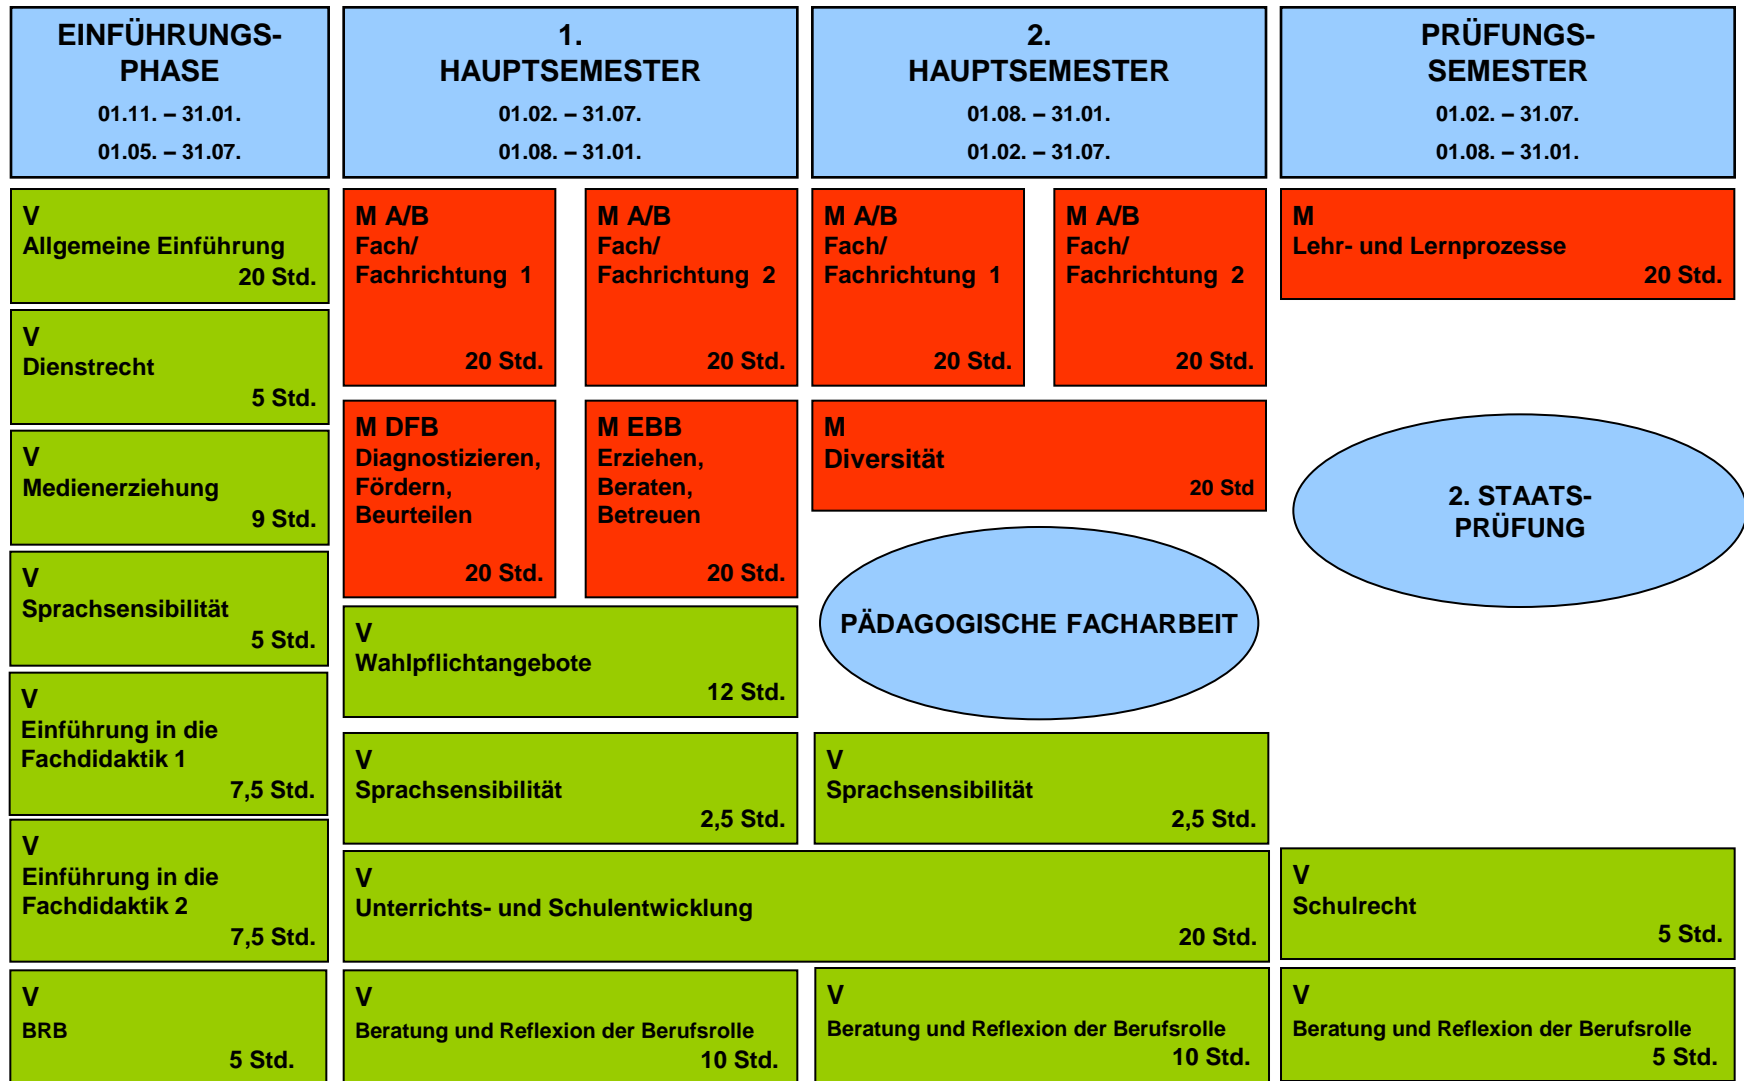 EINFÜHRUNGS-
PHASE
01.11. – 31.01.
01.05. – 31.07.
1.
HAUPTSEMESTER
01.02. – 31.07.
01.08. – 31.01.
2.
HAUPTSEMESTER
01.08. – 31.01.
01.02. – 31.07.
PRÜFUNGS-
SEMESTER
01.02. – 31.07.
01.08. – 31.01.
V
Allgemeine Einführung
20 Std.
V
Dienstrecht
5 Std.
V
Medienerziehung
9 Std.
V
Sprachsensibilität
5 Std.
V
Einführung in die
Fachdidaktik 1
7,5 Std.
V
Einführung in die
Fachdidaktik 2
7,5 Std.
V
BRB
5 Std.
M A/B
Fach/
Fachrichtung 1
20 Std.
M A/B
Fach/
Fachrichtung 2
20 Std.
M DFB
Diagnostizieren,
Fördern,
Beurteilen
20 Std.
M EBB
Erziehen,
Beraten,
Betreuen
20 Std.
V
Wahlpflichtangebote
12 Std.
V
Sprachsensibilität
2,5 Std.
V
Unterrichts- und Schulentwicklung
20 Std.
V
Beratung und Reflexion der Berufsrolle
10 Std.
M A/B
Fach/
Fachrichtung 1
20 Std.
M A/B
Fach/
Fachrichtung 2
20 Std.
M
Diversität
20 Std
PÄDAGOGISCHE FACHARBEIT
V
Sprachsensibilität
2,5 Std.
V
Beratung und Reflexion der Berufsrolle
10 Std.
M
Lehr- und Lernprozesse
20 Std.
2. STAATS-
PRÜFUNG
V
Schulrecht
5 Std.
V
Beratung und Reflexion der Berufsrolle
5 Std.